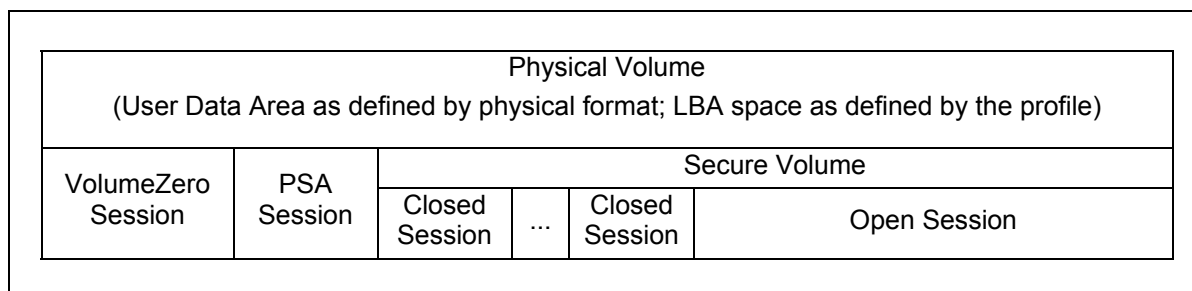 Physical Volume
(User Data Area as defined by physical format; LBA space as defined by the profile)
VolumeZero
Session
PSA
Session
Secure Volume
Closed
Session
...
Closed
Session
Open Session